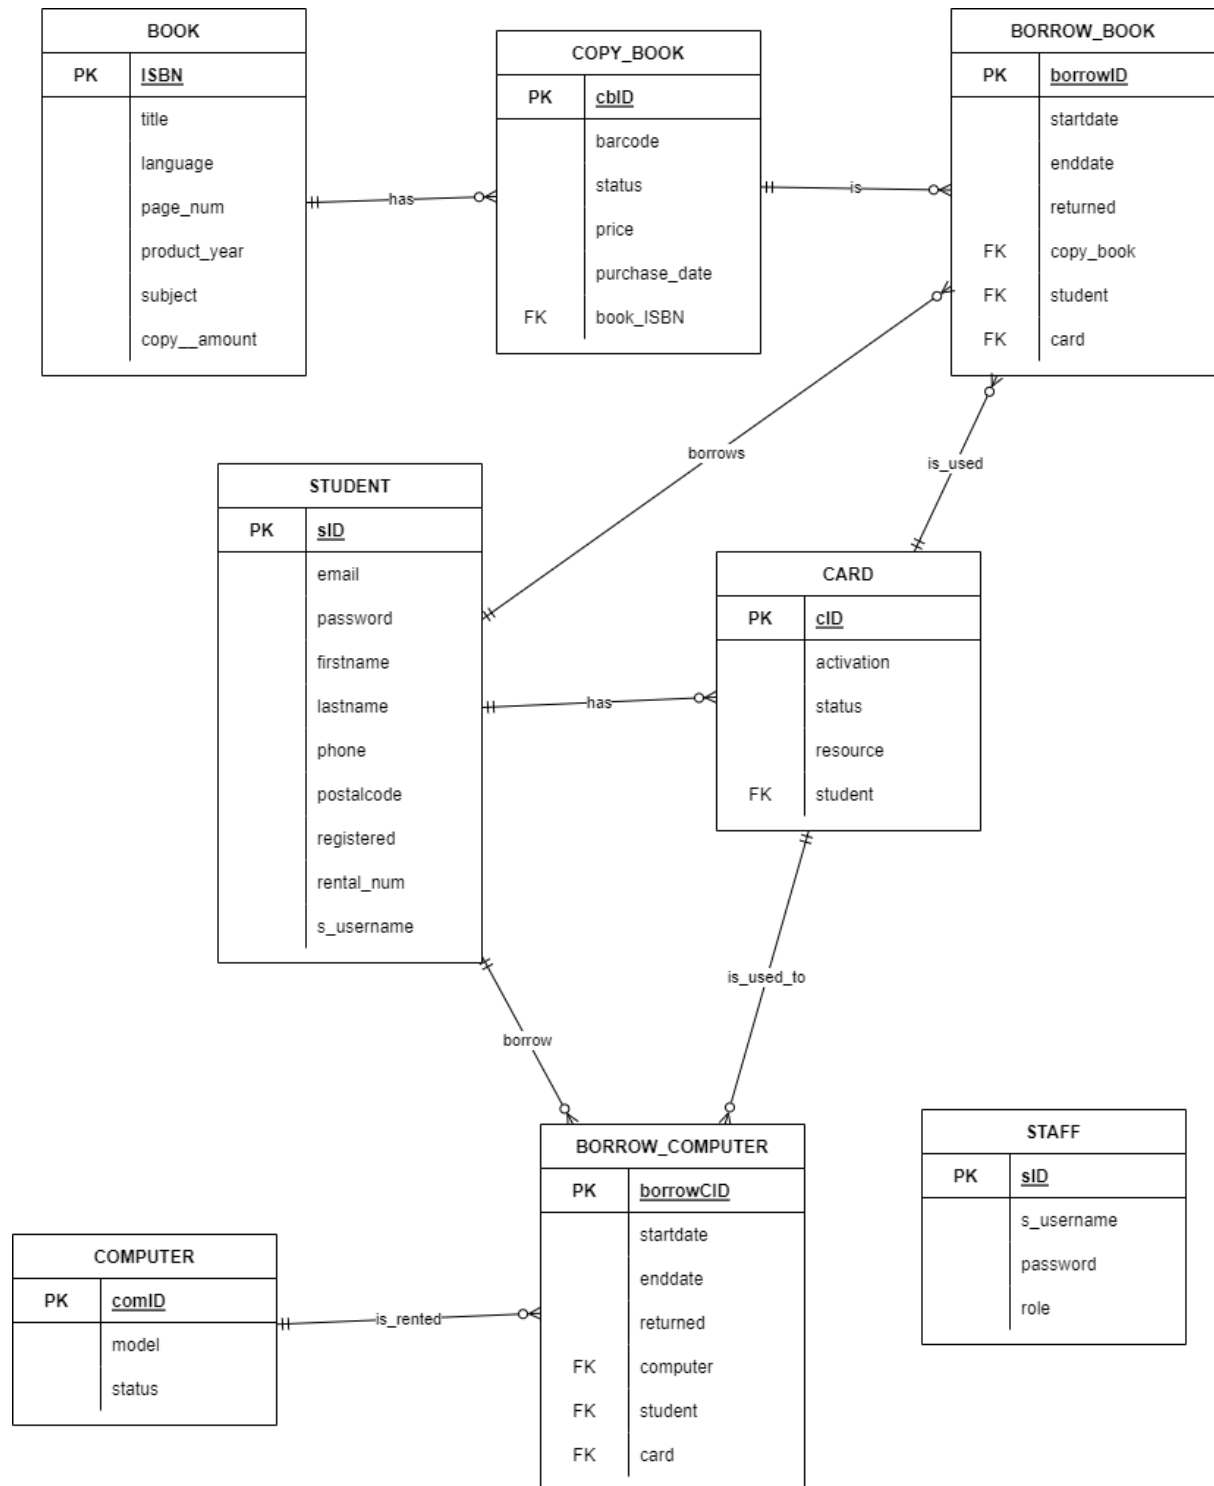 BOOK
PK ISBN
title
language
page_num
product_year
subject
copy__amount
has
COPY_BOOK
PK cbID
barcode
status
price
purchase_date
FK book_ISBN
is
BORROW_BOOK
PK borrowID
startdate
enddate
returned
FK copy_book
FK student
FK card
borrows
is_used
STUDENT
PK sID
email
password
firstname
lastname
phone
postalcode
registered
rental_num
s_username
has
CARD
PK cID
activation
status
resource
FK student
is_used_to
borrow
BORROW_COMPUTER
PK borrowCID
startdate
enddate
returned
FK computer
FK student
FK card
STAFF
PK sID
s_username
password
role
COMPUTER
PK comID
model
status
is_rented